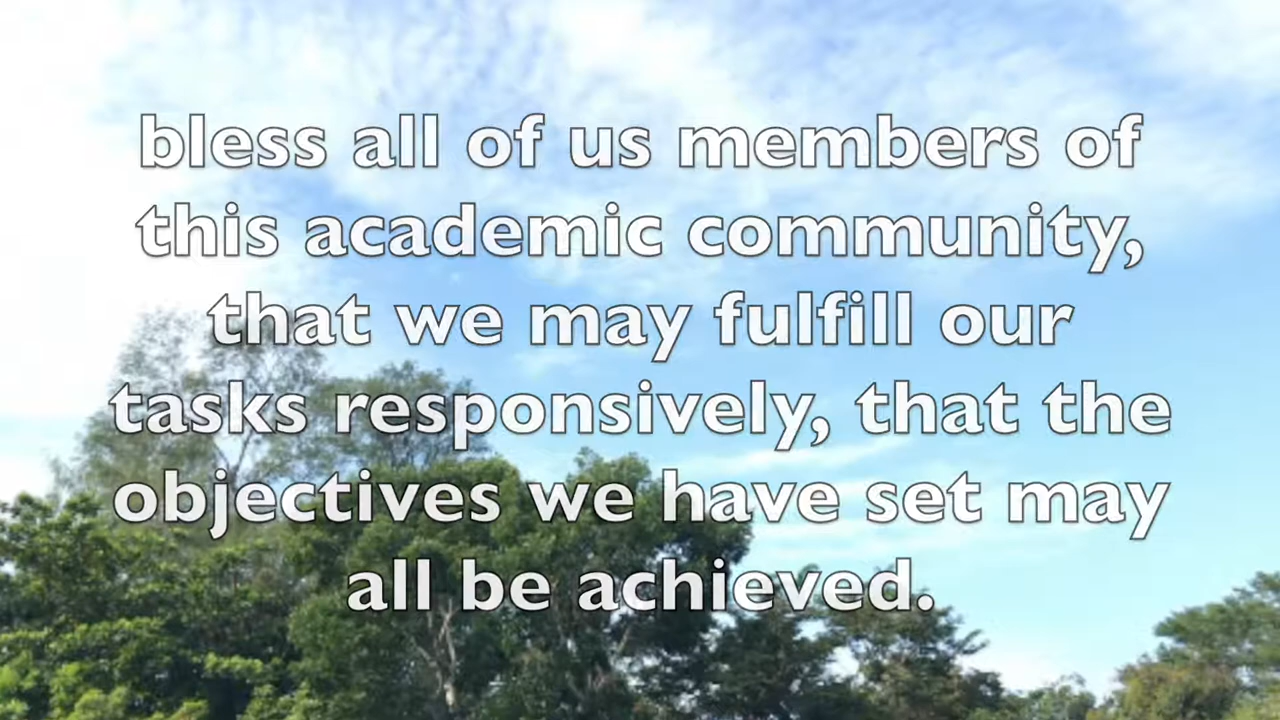 bless all of us members of
this academic community,
that we may fulfill our
tasks responsively, that the
objectives we have set may
all be achieved.